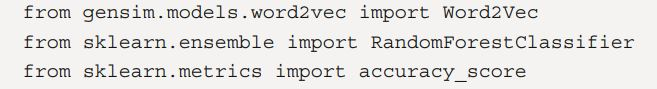 from gensim.models.word2vec import Word2Vec
from sklearn.ensemble import RandomForestClassifier
from sklearn.metrics import accuracy_score